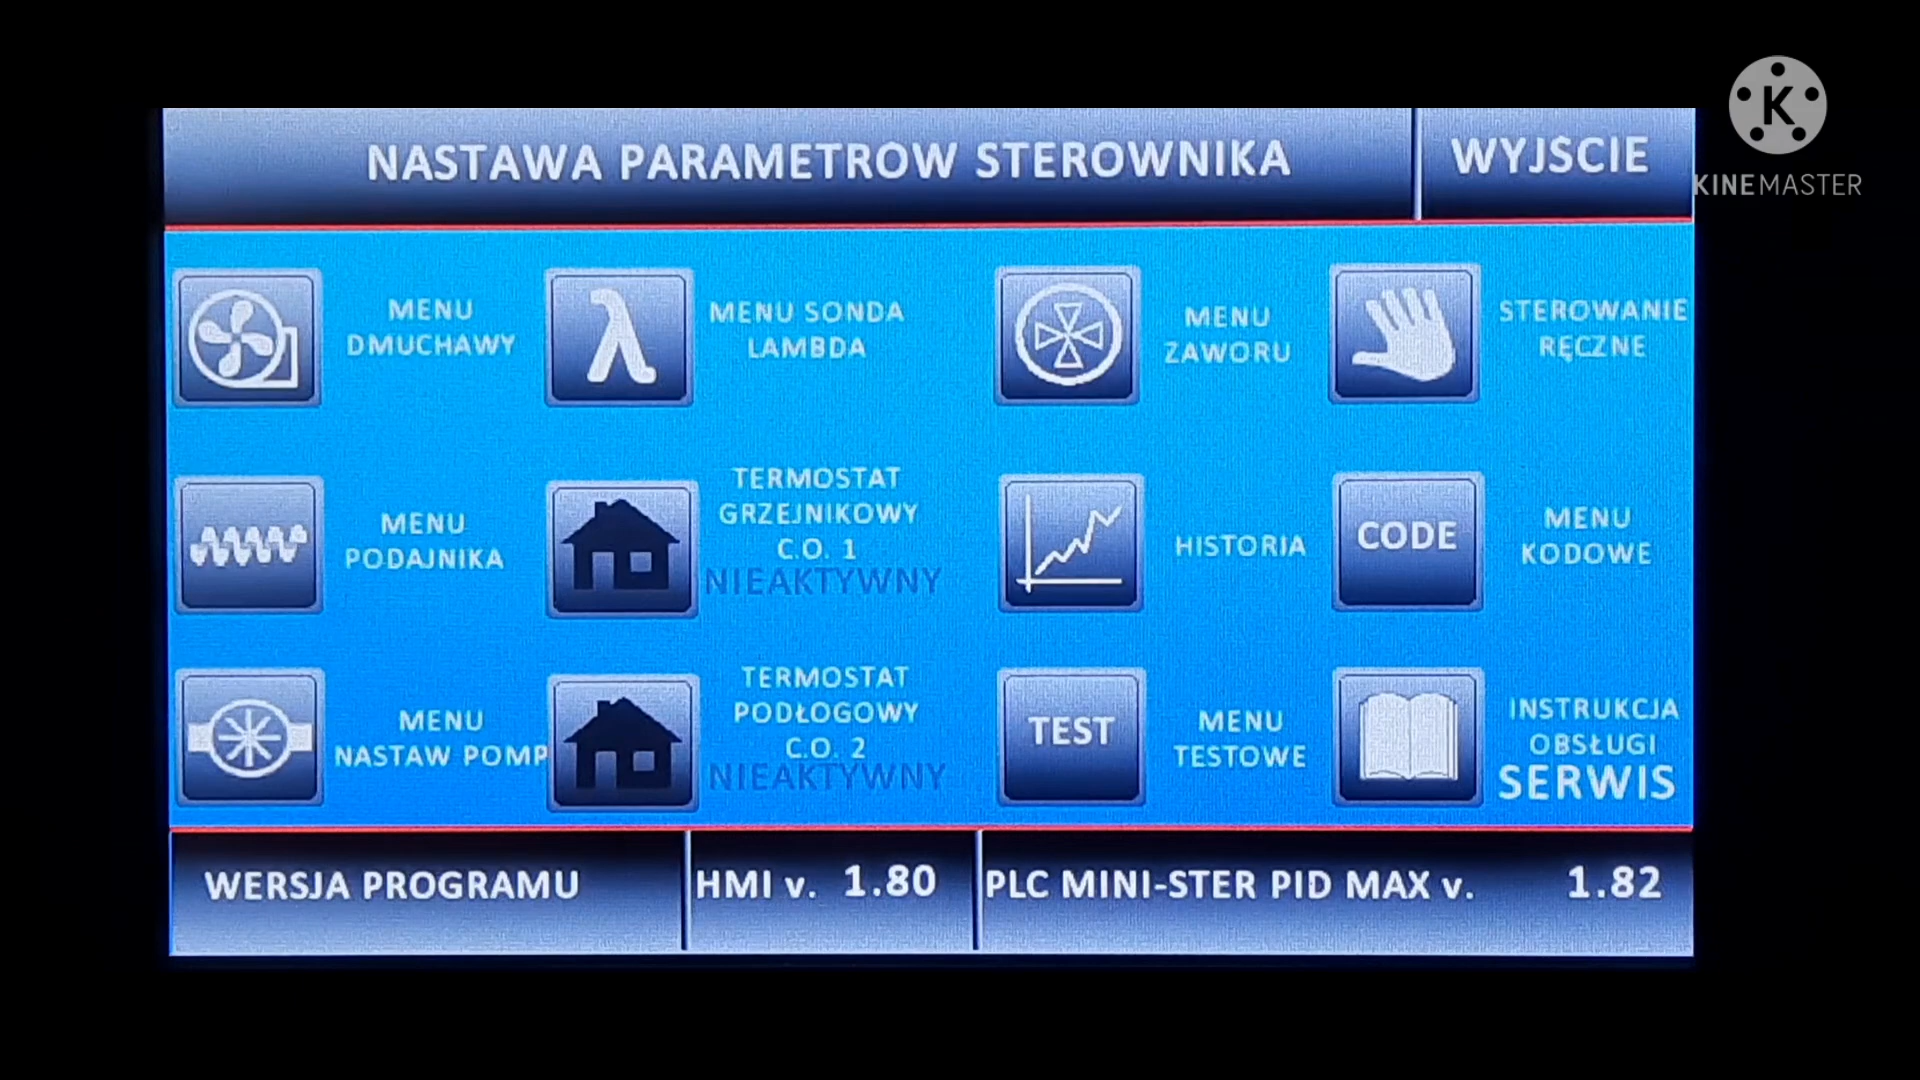 NASTAWA PARAMETROW STEROWNIKA
WYJSCIE
K
KINEMASTER
MENU
DMUCHAWY
MENU SONDA
LAMBDA
MENU
ZAWORU
STEROWANIE
RĘCZNE
MENU
PODAJNIKA
TERMOSTAT
GRZEJNIKOWY
C.O. 1
NIEAKTYWNY
HISTORIA
CODE
MENU
KODOWE
MENU
NASTAW POMP
TERMOSTAT
PODŁOGOWY
C.O. 2
NIEAKTYWNY
TEST
MENU
TESTOWE
INSTRUKCJA
OBSŁUGI
SERWIS
WERSJA PROGRAMU
HMI v. 1.80
PLC MINI-STER PID MAX v. 1.82